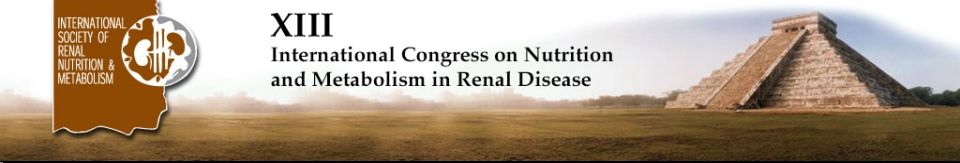 INTERNATIONAL
SOCIETY OF
RENAL
NUTRITION &
METABOLISM
XIII
International Congress on Nutrition
and Metabolism in Renal Disease